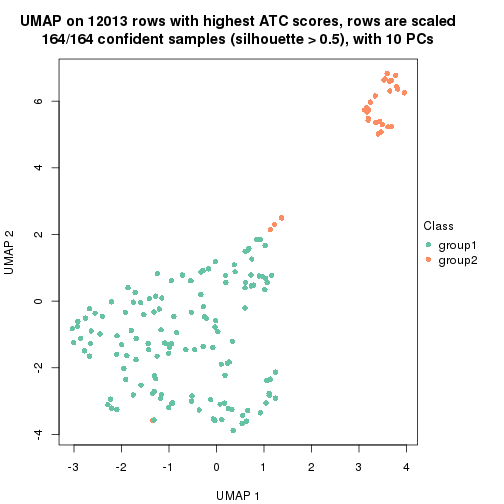 UMAP on 12013 rows with highest ATC scores, rows are scaled
164/164 confident samples (silhouette > 0.5), with 10 PCs
6
4
2
0
-2
-4
UMAP 2
-3
-2
-1
0
1
2
3
4
UMAP 1
Class
group1
group2